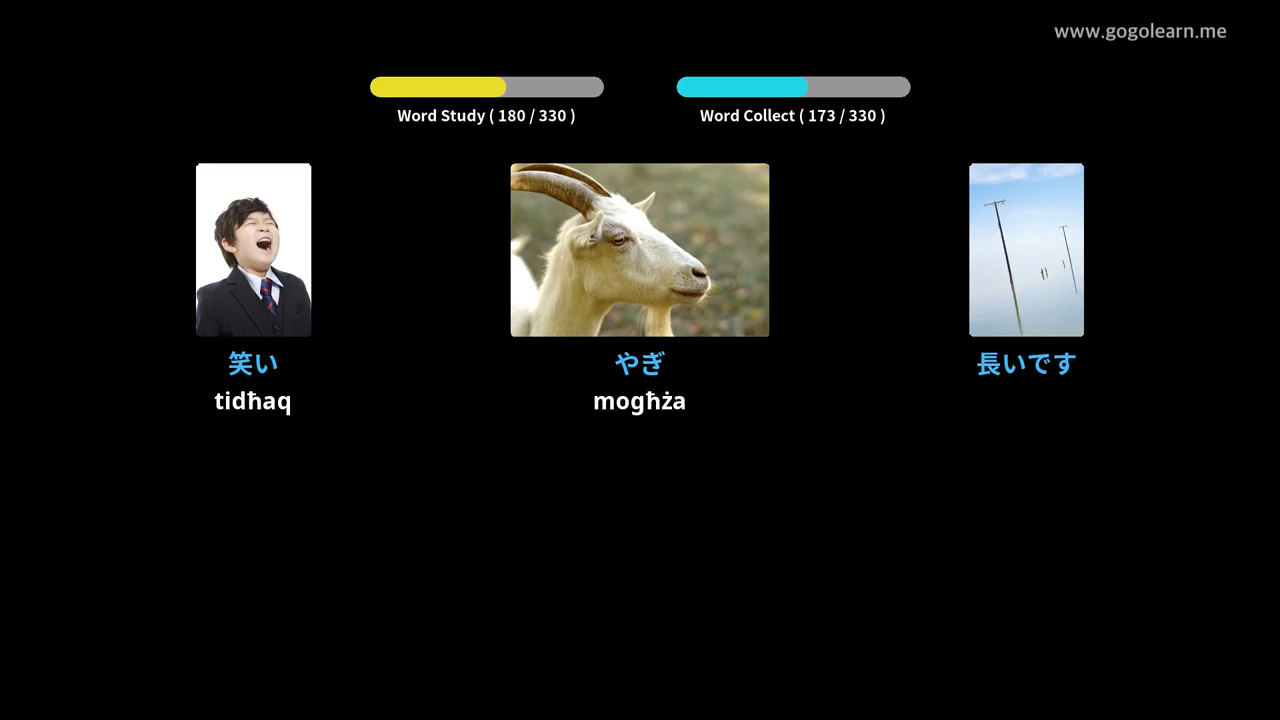 www.gogolearn.me
Word Study ( 180 / 330 )
Word Collect ( 173 / 330 )
笑い
やぎ
長いです
tidħaq
mogħża